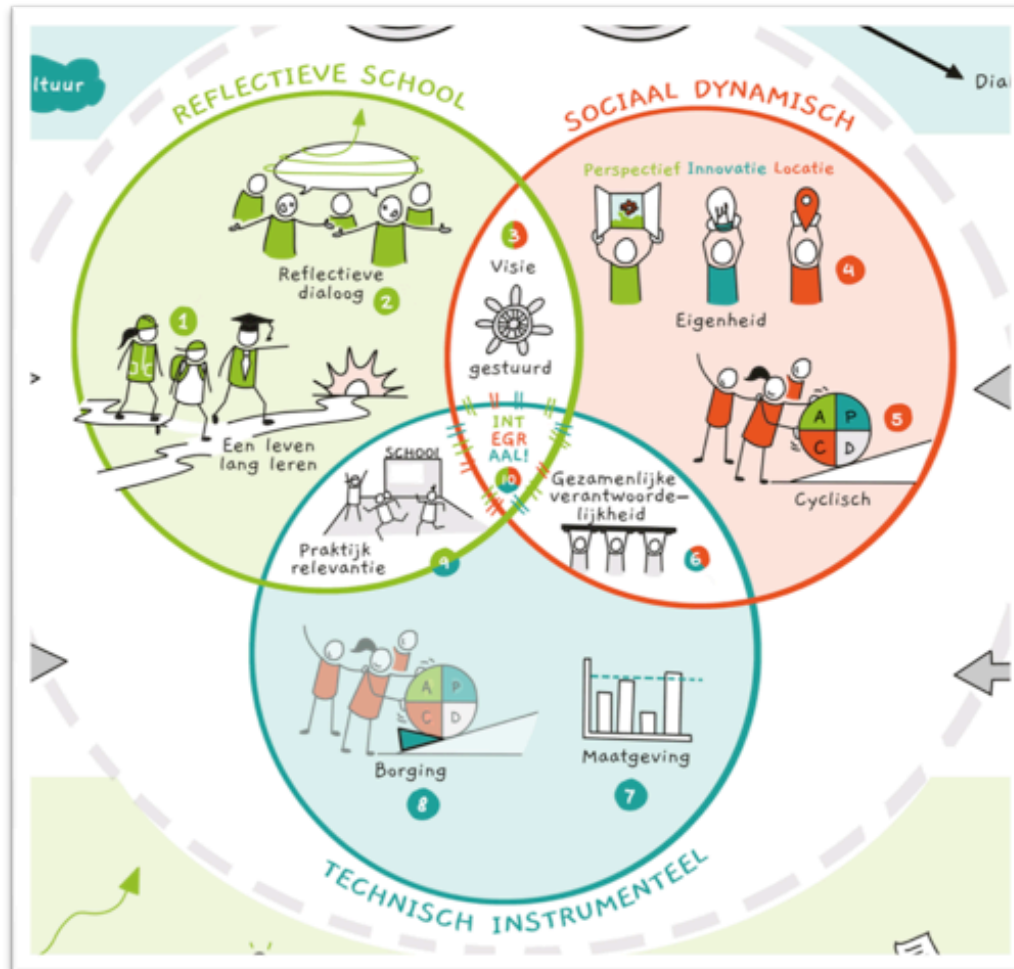 ltuur
Dial
REFLECTIEVE SCHOOL
SOCIAAL DYNAMISCH
Perspectief Innovatie Locatie
3
Visie
gestuurd
4
Eigenheid
Reflectieve
dialoog 2
1
Een leven
lang leren
A P
C D
5
Cyclisch
INT
EGR
AAL!
10
SCHOOL
Praktijk
relevantie
9
Gezamenlijke
verantwoorde-
lijkheid
6
A P
C D
Borging
8
Maatgeving
7
TECHNISCH INSTRUMENTEEL